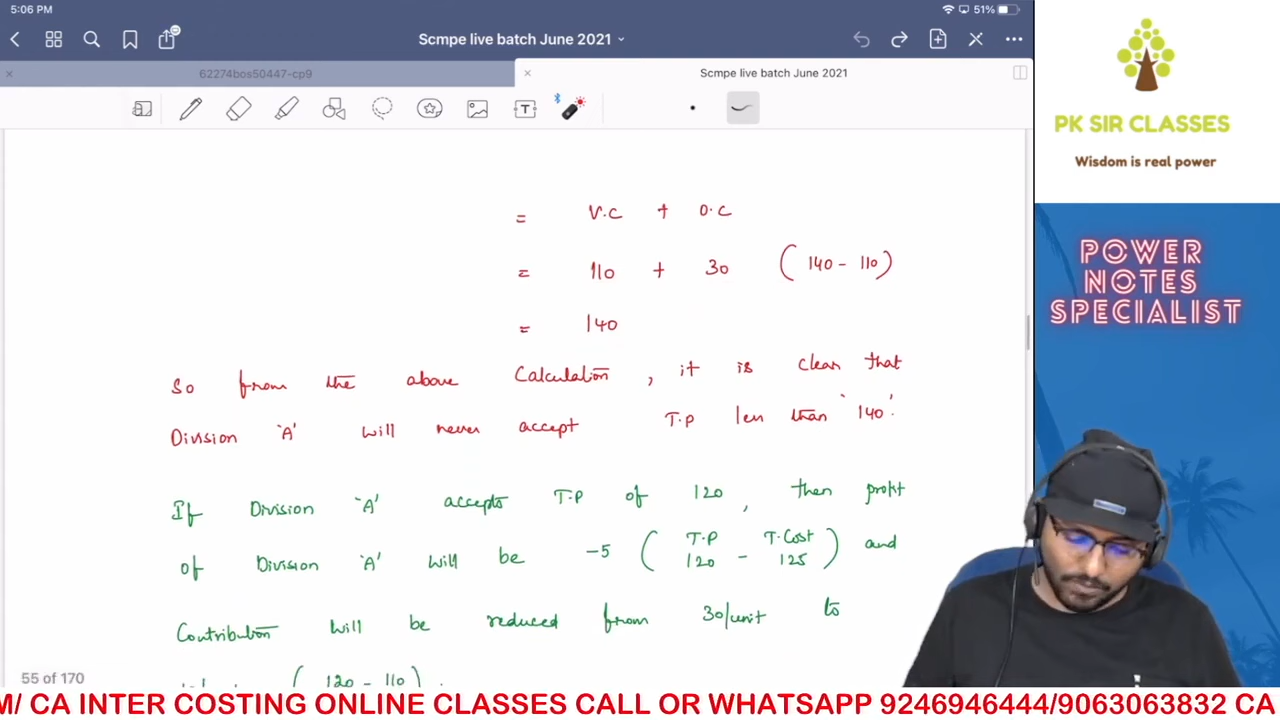 5:06 PM
51%
Scmpe live batch June 2021
62274bos50447-cp9
Scmpe live batch June 2021
= V.C + O.C
= 110 + 30 (140 - 110)
= 140
So from the above Calculation, it is clear that
Division 'A' will never accept T.P less than '140'.
If Division 'A' accepts T.P of 120, then profit
T.P T.Cost
of Division 'A' will be -5 ( 120 - 125 ) and
Contribution will be reduced from 30/unit to
( 120 - 110 ).
55 of 170
PK SIR CLASSES
Wisdom is real power
POWER
NOTES
SPECIALIST
M/ CA INTER COSTING ONLINE CLASSES CALL OR WHATSAPP 9246946444/9063063832 CA